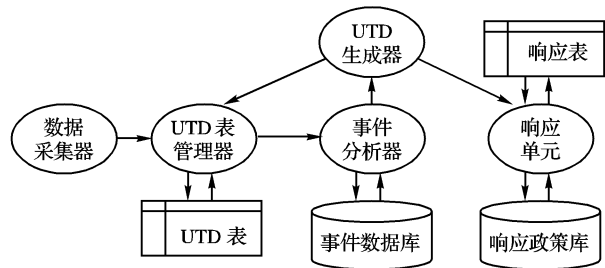 UTD
生成器
响应表
数据
采集器
UTD 表
管理器
事件
分析器
响应
单元
UTD 表
事件数据库
响应政策库